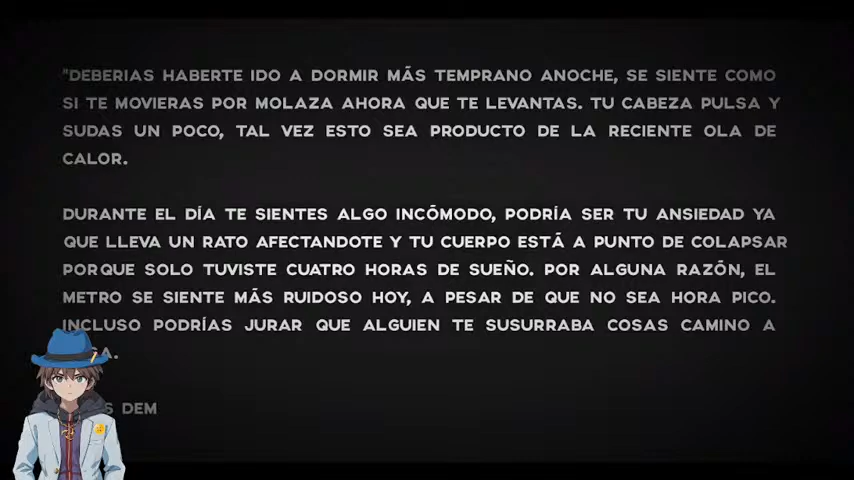 "DEBERIAS HABERTE IDO A DORMIR MÁS TEMPRANO ANOCHE, SE SIENTE COMO
SI TE MOVIERAS POR MOLAZA AHORA QUE TE LEVANTAS. TU CABEZA PULSA Y
SUDAS UN POCO, TAL VEZ ESTO SEA PRODUCTO DE LA RECIENTE OLA DE
CALOR.
DURANTE EL DÍA TE SIENTES ALGO INCÓMODO, PODRÍA SER TU ANSIEDAD YA
QUE LLEVA UN RATO AFECTANDOTE Y TU CUERPO ESTÁ A PUNTO DE COLAPSAR
PORQUE SOLO TUVISTE CUATRO HORAS DE SUEÑO. POR ALGUNA RAZÓN, EL
METRO SE SIENTE MÁS RUIDOSO HOY, A PESAR DE QUE NO SEA HORA PICO.
INCLUSO PODRÍAS JURAR QUE ALGUIEN TE SUSURRABA COSAS CAMINO A
DEM